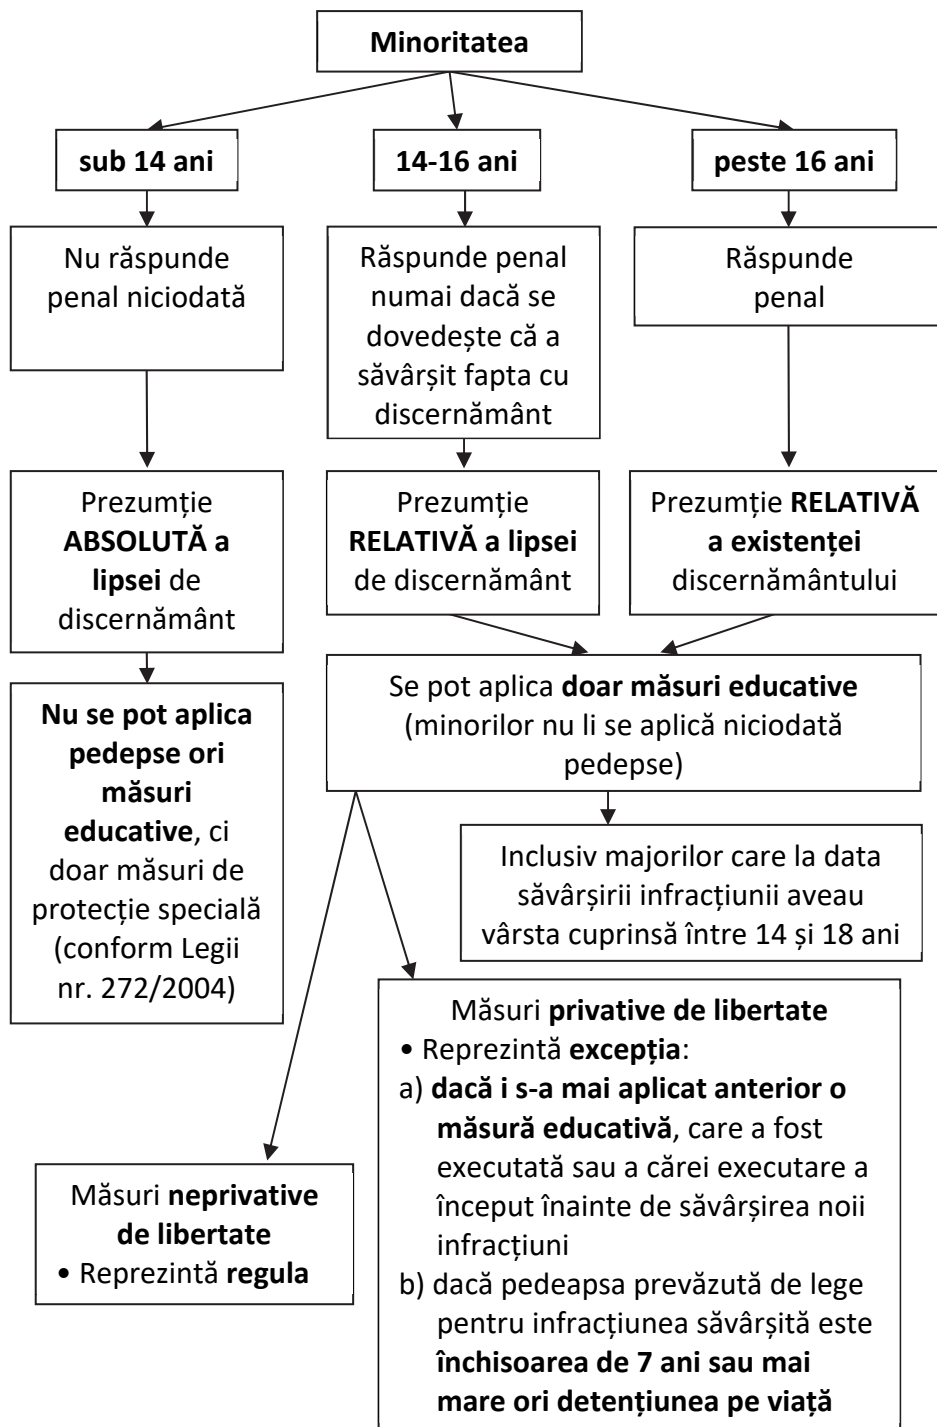 Minoritatea
sub 14 ani
14-16 ani
peste 16 ani
Nu răspunde
penal niciodată
Răspunde penal
numai dacă se
dovedește că a
săvârșit fapta cu
discernământ
Răspunde
penal
Prezumție
ABSOLUTĂ a
lipsei de
discernământ
Prezumție
RELATIVĂ a lipsei
de discernământ
Prezumție RELATIVĂ
a existenței
discernământului
Nu se pot aplica
pedepse ori
măsuri
educative, ci
doar măsuri de
protecție specială
(conform Legii
nr. 272/2004)
Se pot aplica doar măsuri educative
(minorilor nu li se aplică niciodată
pedepse)
Inclusiv majorilor care la data
săvârșirii infracțiunii aveau
vârsta cuprinsă între 14 și 18 ani
Măsuri neprivative
de libertate
• Reprezintă regula
Măsuri privative de libertate
• Reprezintă excepția:
a) dacă i s-a mai aplicat anterior o
măsură educativă, care a fost
executată sau a cărei executare a
început înainte de săvârșirea noii
infracțiuni
b) dacă pedeapsa prevăzută de lege
pentru infracțiunea săvârșită este
închisoarea de 7 ani sau mai
mare ori detențiunea pe viață